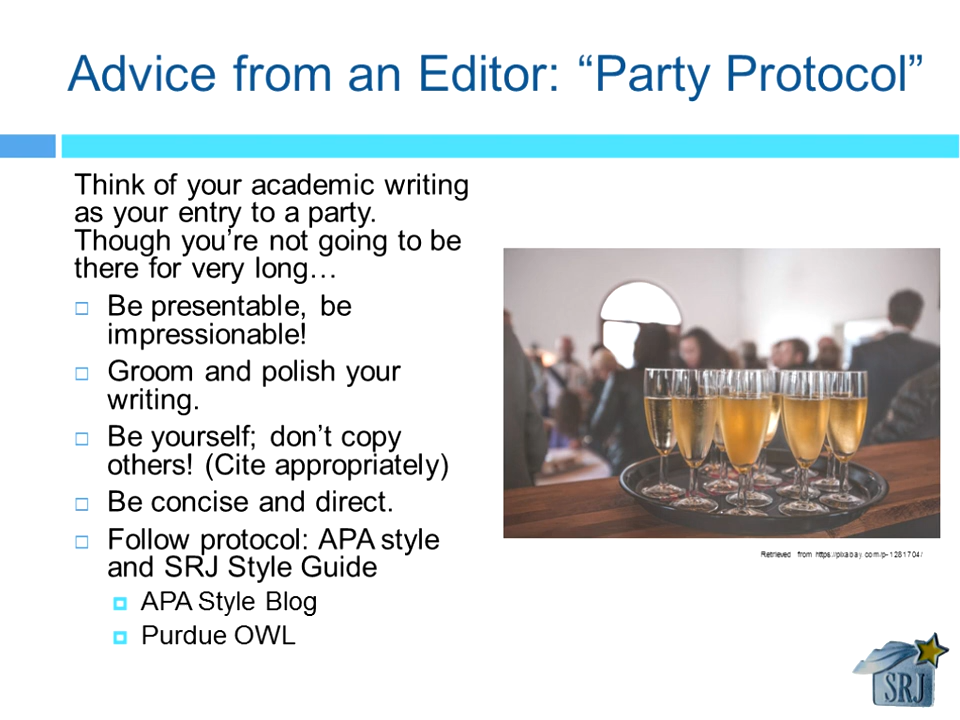 Advice from an Editor: “Party Protocol”
Think of your academic writing
as your entry to a party.
Though you’re not going to be
there for very long…
Be presentable, be
impressionable!
Groom and polish your
writing.
Be yourself; don’t copy
others! (Cite appropriately)
Be concise and direct.
Follow protocol: APA style
and SRJ Style Guide
APA Style Blog
Purdue OWL
Retrieved from https://pixabay.com/p-1281704/
SRJ